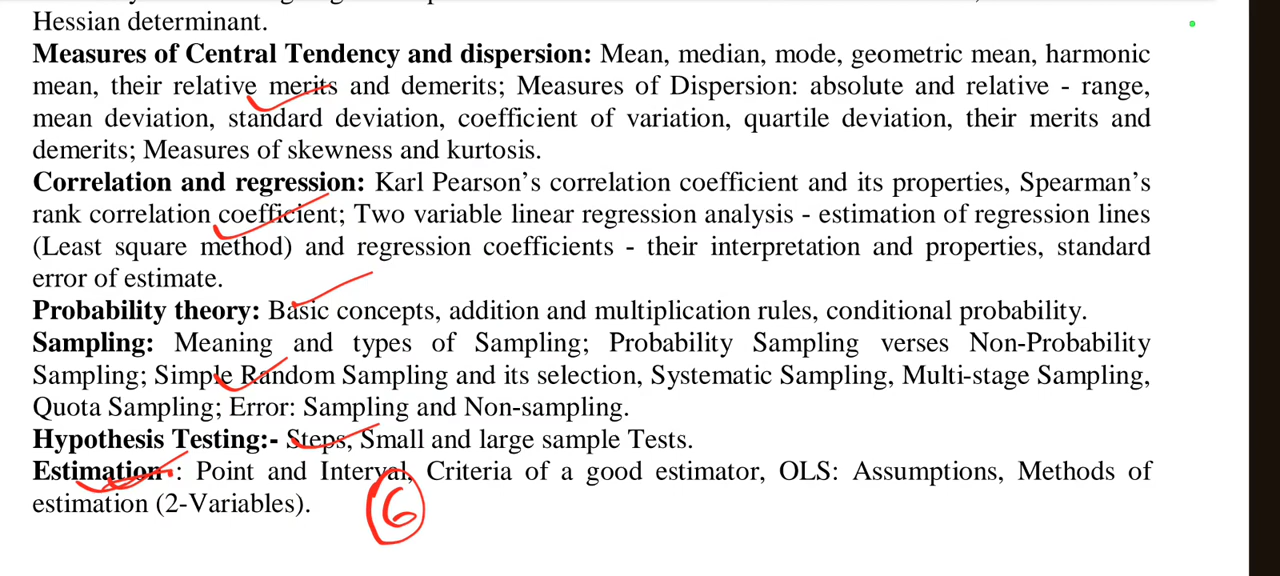 Hessian determinant.
Measures of Central Tendency and dispersion: Mean, median, mode, geometric mean, harmonic
mean, their relative merits and demerits; Measures of Dispersion: absolute and relative - range,
mean deviation, standard deviation, coefficient of variation, quartile deviation, their merits and
demerits; Measures of skewness and kurtosis.
Correlation and regression: Karl Pearson’s correlation coefficient and its properties, Spearman’s
rank correlation coefficient; Two variable linear regression analysis - estimation of regression lines
(Least square method) and regression coefficients - their interpretation and properties, standard
error of estimate.
Probability theory: Basic concepts, addition and multiplication rules, conditional probability.
Sampling: Meaning and types of Sampling; Probability Sampling verses Non-Probability
Sampling; Simple Random Sampling and its selection, Systematic Sampling, Multi-stage Sampling,
Quota Sampling; Error: Sampling and Non-sampling.
Hypothesis Testing:- Steps, Small and large sample Tests.
Estimation : Point and Interval, Criteria of a good estimator, OLS: Assumptions, Methods of
estimation (2-Variables).
6